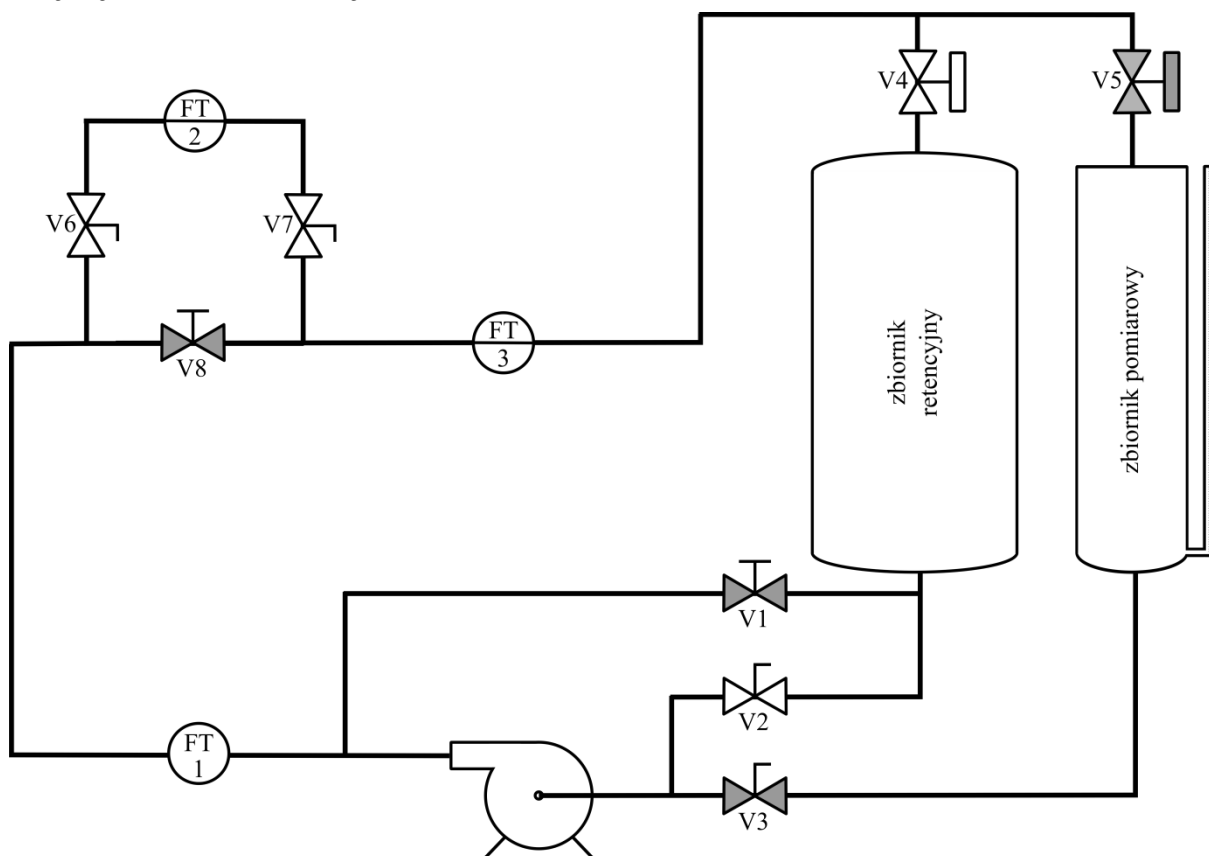 V4
V5
FT
2
V6
V7
FT
3
V8
zbiornik
retencyjny
zbiornik pomiarowy
V1
V2
FT
1
V3